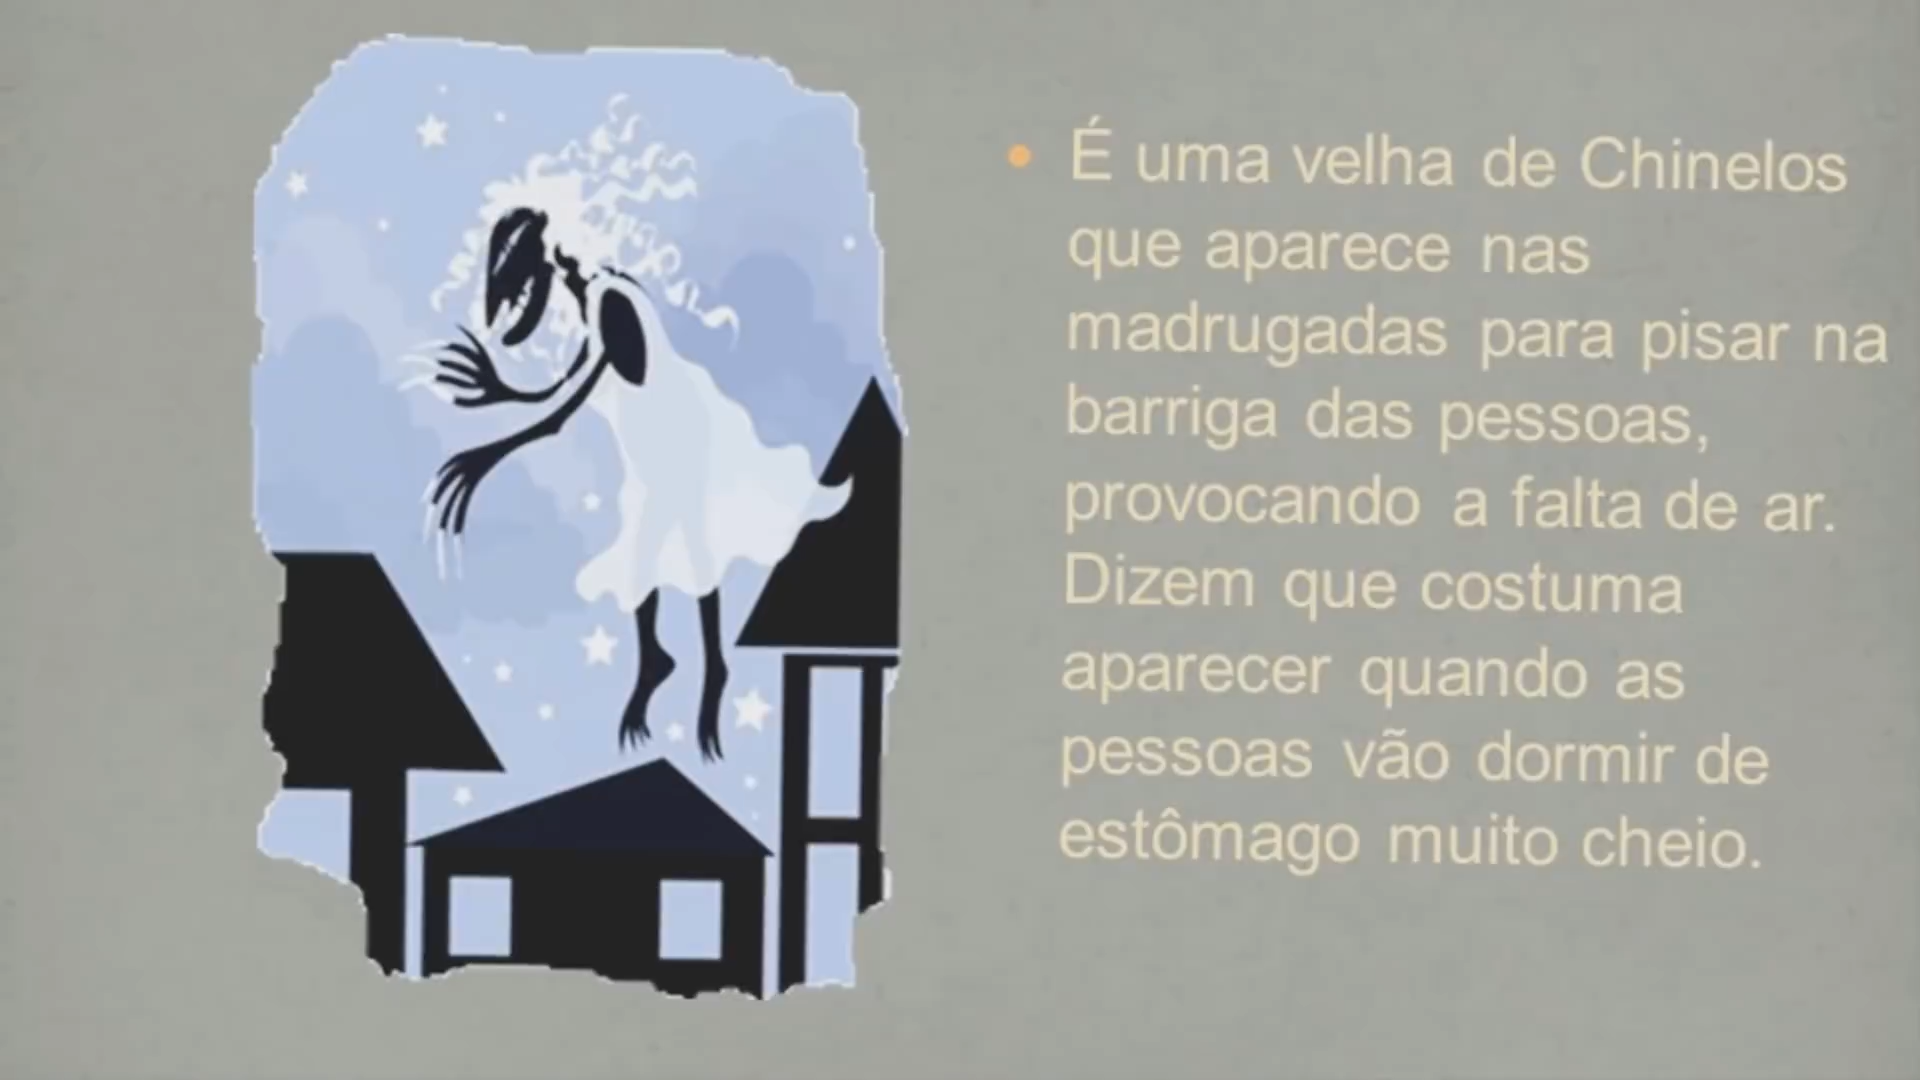 • É uma velha de Chinelos
que aparece nas
madrugadas para pisar na
barriga das pessoas,
provocando a falta de ar.
Dizem que costuma
aparecer quando as
pessoas vão dormir de
estômago muito cheio.